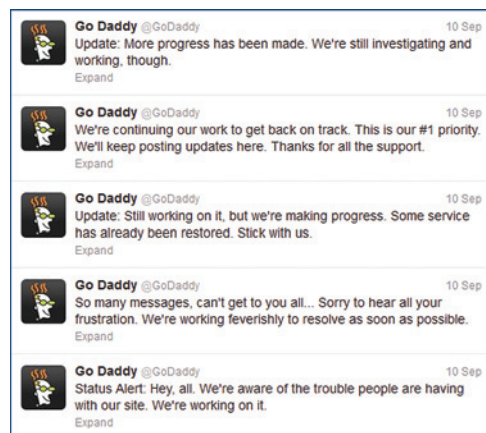 Go Daddy @GoDaddy 10 Sep
Update: More progress has been made. We're still investigating and
working, though.
Expand
Go Daddy @GoDaddy 10 Sep
We're continuing our work to get back on track. This is our #1 priority.
We'll keep posting updates here. Thanks for all the support.
Expand
Go Daddy @GoDaddy 10 Sep
Update: Still working on it, but we're making progress. Some service
has already been restored. Stick with us.
Expand
Go Daddy @GoDaddy 10 Sep
So many messages, can't get to you all... Sorry to hear all your
frustration. We're working feverishly to resolve as soon as possible.
Expand
Go Daddy @GoDaddy 10 Sep
Status Alert: Hey, all. We're aware of the trouble people are having
with our site. We're working on it.
Expand